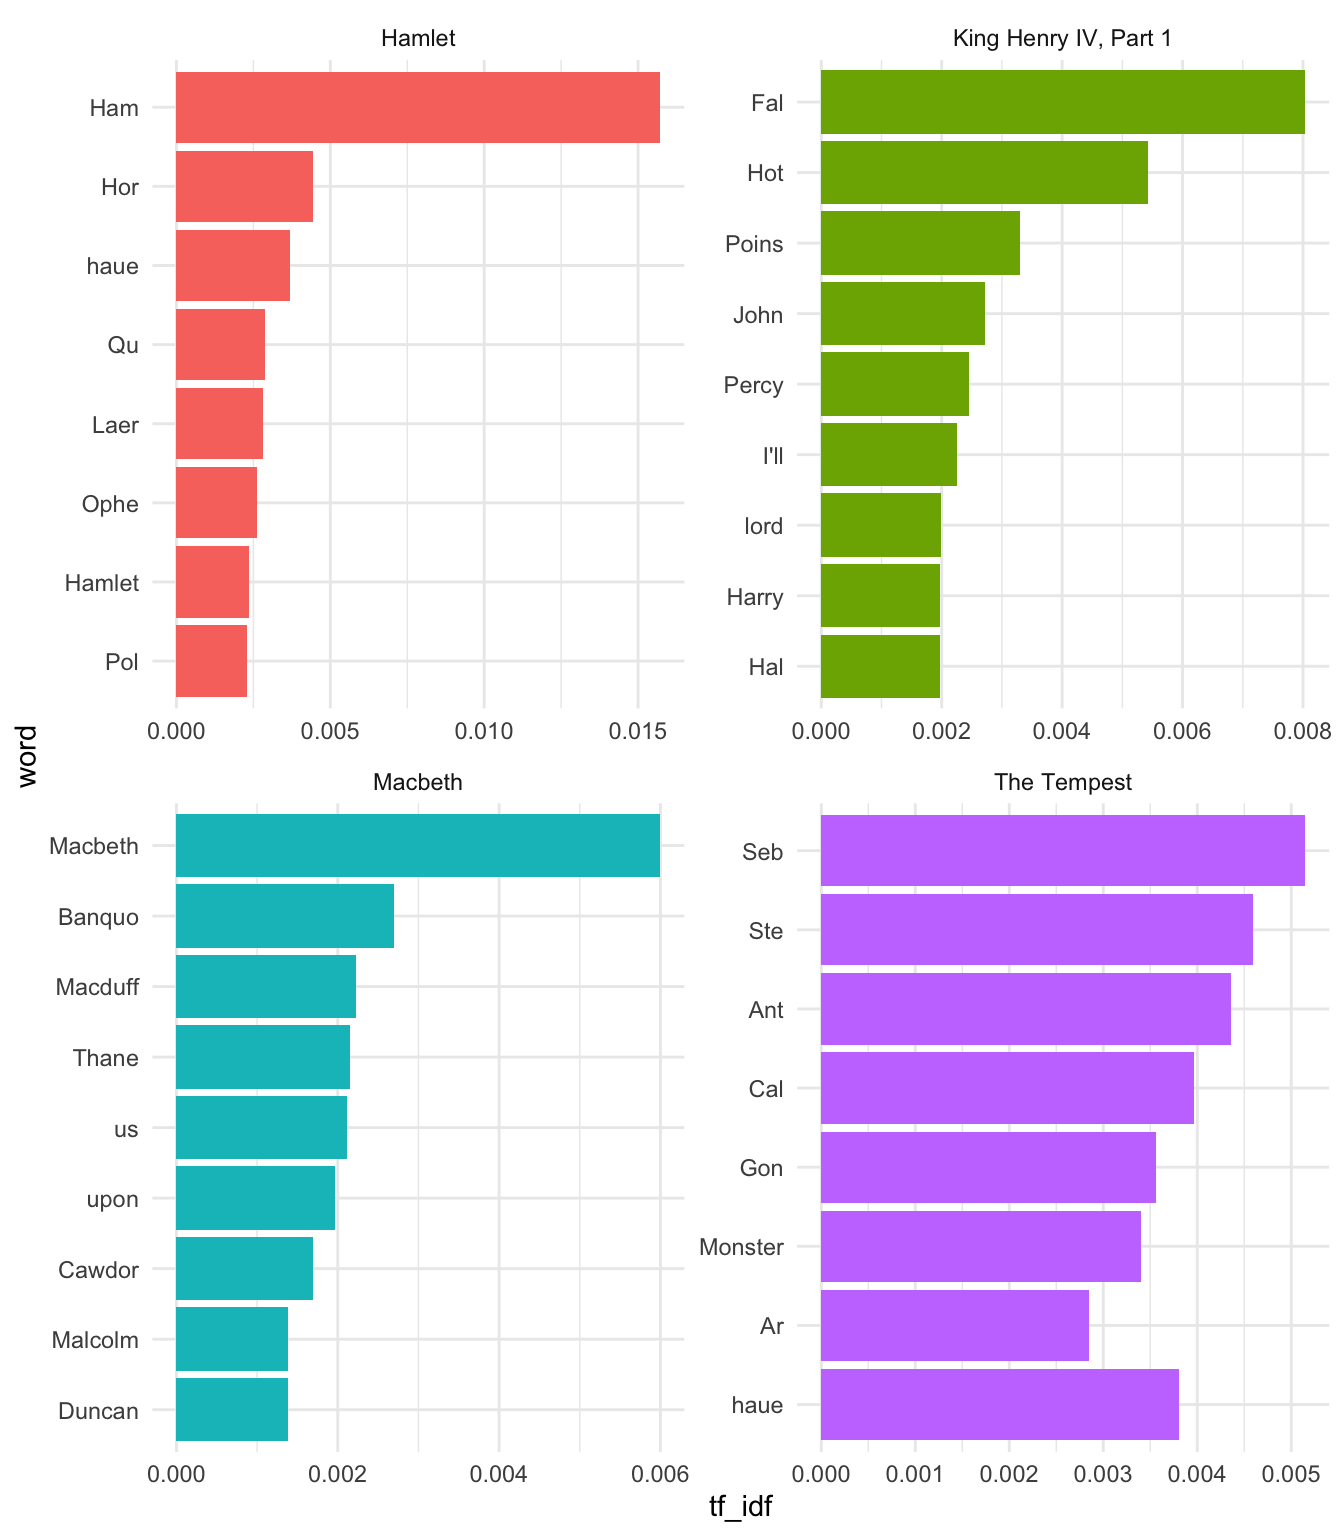 Hamlet
Ham
Hor
haue
Qu
Laer
Ophe
Hamlet
Pol
0.000 0.005 0.010 0.015
King Henry IV, Part 1
Fal
Hot
Poins
John
Percy
I'll
lord
Harry
Hal
0.000 0.002 0.004 0.006 0.008
word
Macbeth
Macbeth
Banquo
Macduff
Thane
us
upon
Cawdor
Malcolm
Duncan
0.000 0.002 0.004 0.006
The Tempest
Seb
Ste
Ant
Cal
Gon
Monster
Ar
haue
0.000 0.001 0.002 0.003 0.004 0.005
tf_idf